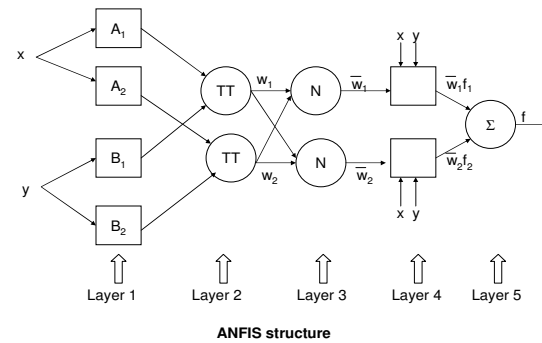 x y
A₁
x
w₁ w̅₁ w̅₁f₁
TT N
A₂
Σ f
B₁
TT N
w₂ w̅₂ w̅₂f₂
y
B₂
x y
Layer 1 Layer 2 Layer 3 Layer 4 Layer 5
ANFIS structure